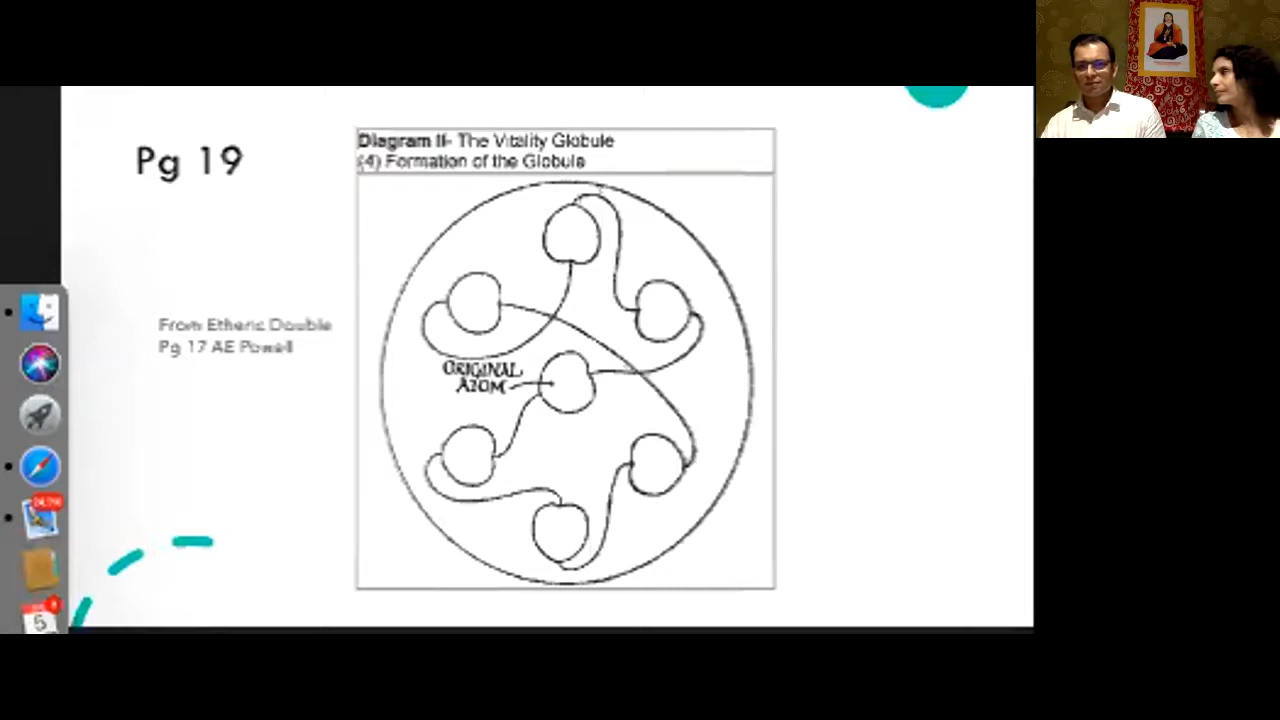 Pg 19
Diagram II- The Vitality Globule
(4) Formation of the Globule
ORIGINAL
ATOM
From Etheric Double
Pg 17 AE Powell
5